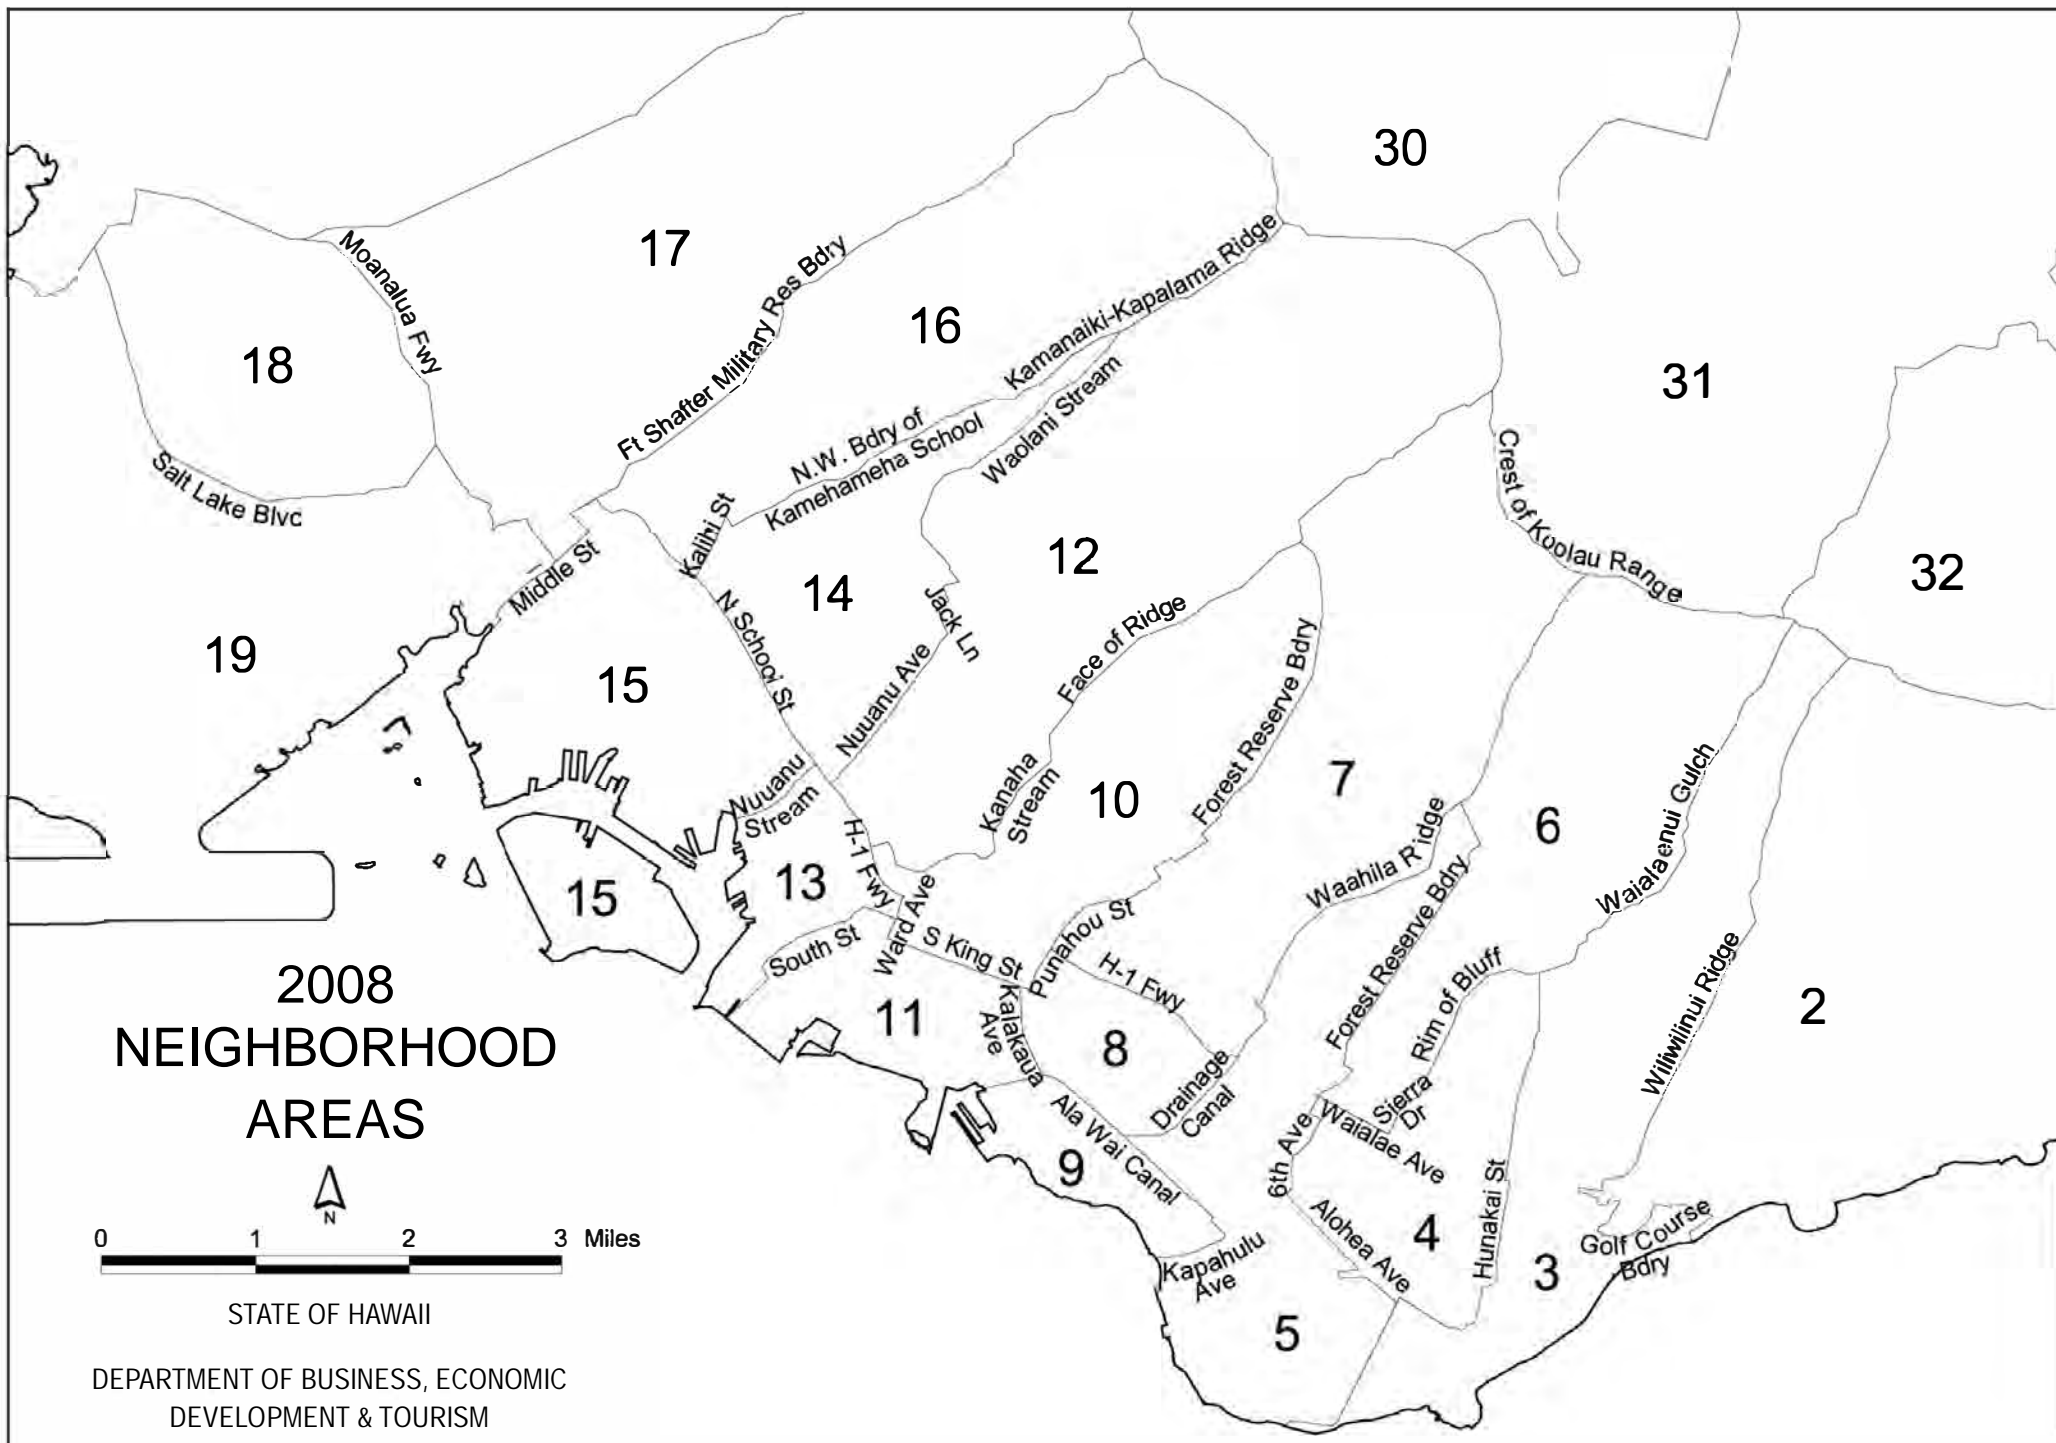 30
17
Moanalua Fwy
18
Ft Shafter Military Res Bdry
16
Kamanaiki-Kapalama Ridge
31
N.W. Bdry of
Kamehameha School
Waolani Stream
Salt Lake Blvd
Crest of Koolau Range
Kalihi St
Middle St
12
14
32
N School St
Jack Ln
Face of Ridge
19
15
Nuuanu Ave
Forest Reserve Bdry
7
Nuuanu
Stream
Kanaha
Stream
10
6
Waialaenui Gulch
H-1 Fwy
13
15
Waahila Ridge
Forest Reserve Bdry
Ward Ave
South St
S King St
Punahou St
H-1 Fwy
Rim of Bluff
Wiliwilinui Ridge
2
2008
NEIGHBORHOOD
AREAS
N
11
Kalakaua
Ave
8
Drainage
Canal
Sierra
Dr
Waialae Ave
6th Ave
Ala Wai Canal
9
Hunakai St
4
Alohea Ave
Golf Course
Bdry
3
Kapahulu
Ave
5
0 1 2 3 Miles
STATE OF HAWAII
DEPARTMENT OF BUSINESS, ECONOMIC
DEVELOPMENT & TOURISM